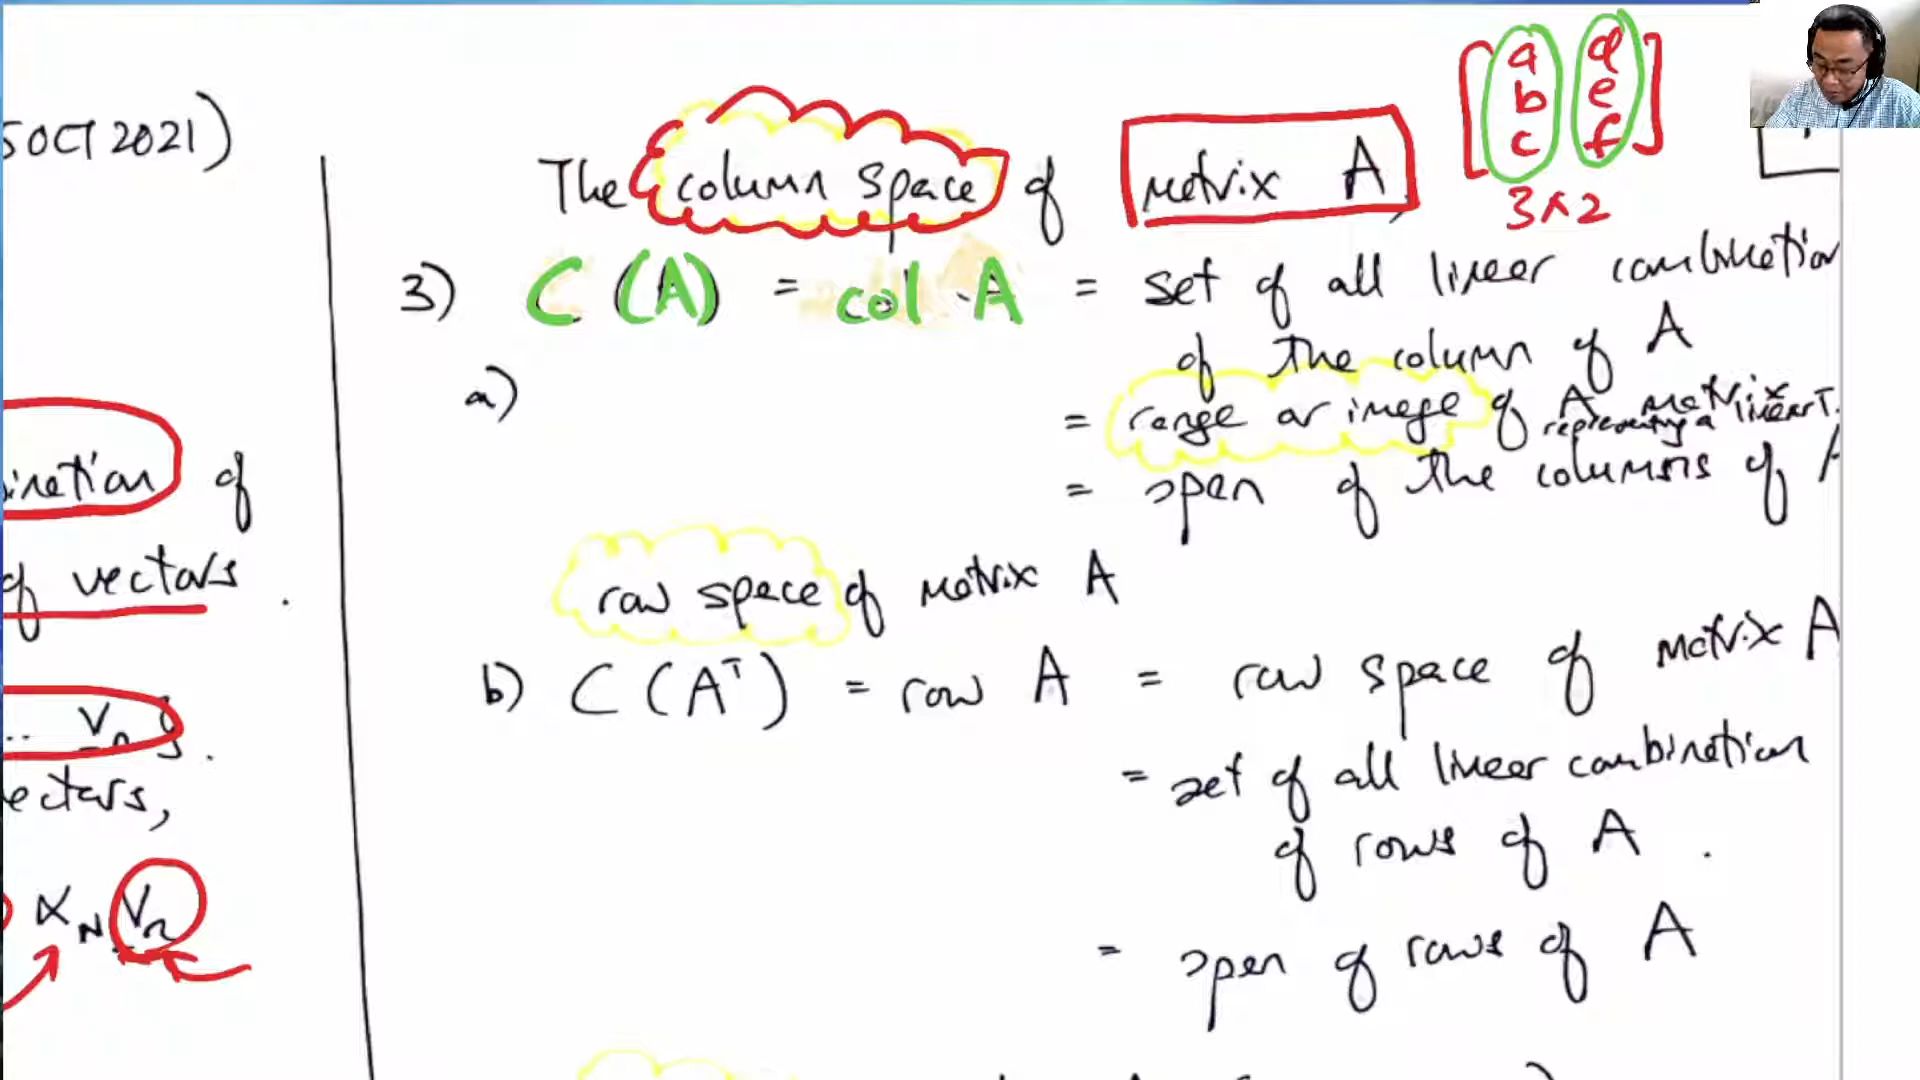 5 OCT 2021)
ination of
of vectors.
.. Vn }.
ectors,
αN Vn
[a d
b e
c f]
3×2
The column space of matrix A,
3) C (A) = col A = set of all linear combination
of the column of A
a)
= range or image of A matrix
representing a linear T.
= span of the columns of A
row space of matrix A
b) C (Aᵀ) = row A = row space of matrix A
= set of all linear combination
of rows of A.
= span of rows of A